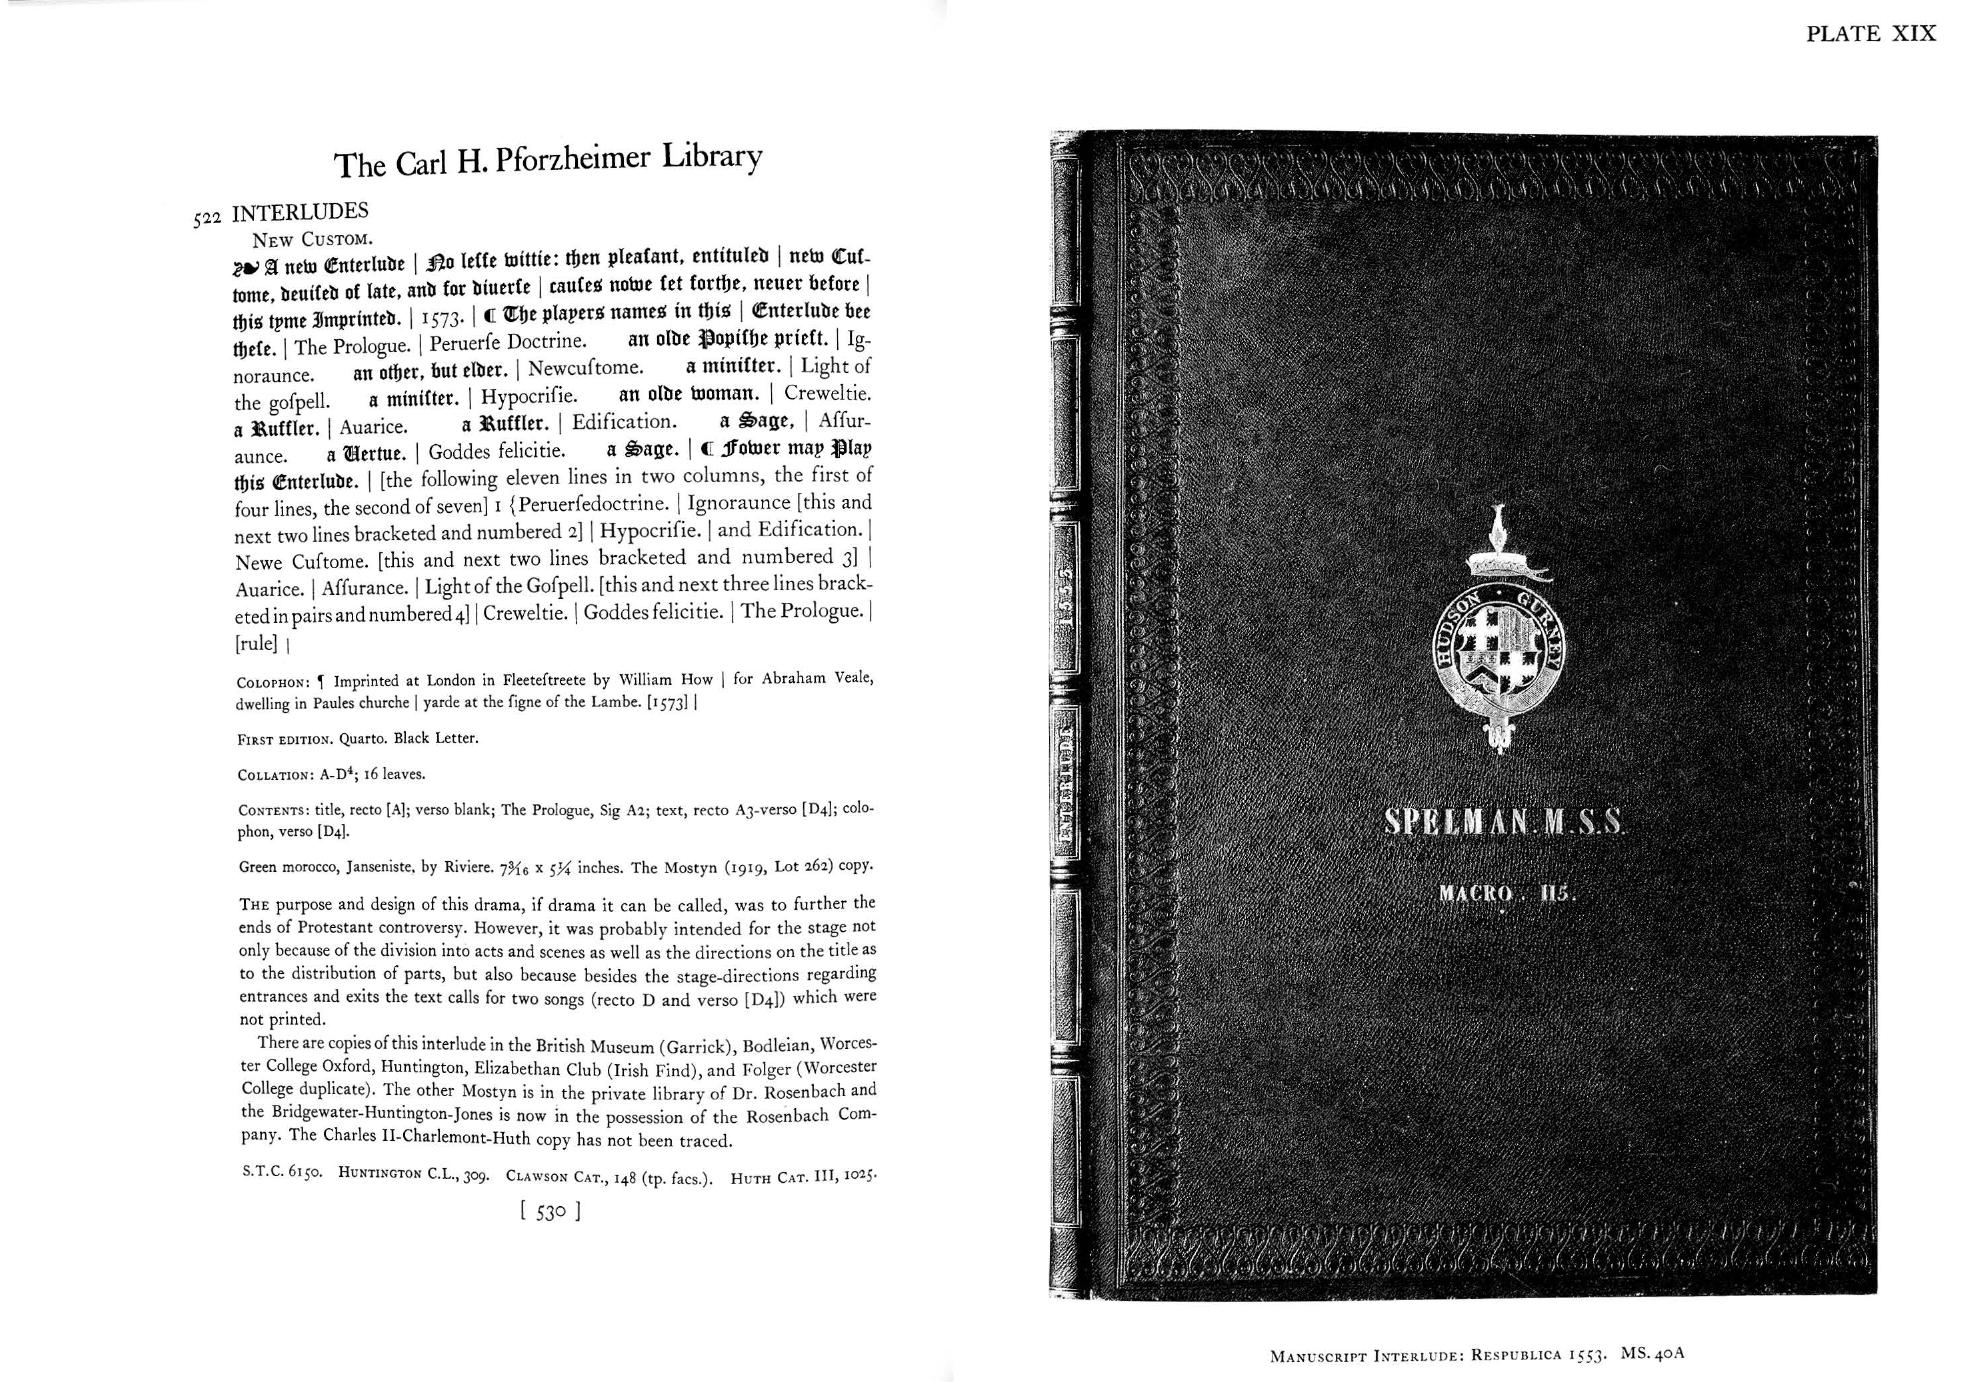 The Carl H. Pforzheimer Library
522 INTERLUDES
New Custom.
❧ A new Enterlude | No leſſe wittie: then pleaſant, entituled | new Cuſ-
tome, deuiſed of late, and for diuerſe | cauſes nowe ſet forthe, neuer before |
this tyme Imprinted. | 1573. | ¶ The players names in this | Enterlude bee
theſe. | The Prologue. | Peruerſe Doctrine. an olde Popiſhe prieſt. | Ig-
noraunce. an other, but elder. | Newcuſtome. a miniſter. | Light of
the goſpell. a miniſter. | Hypocriſie. an olde woman. | Creweltie.
a Ruffler. | Auarice. a Ruffler. | Edification. a Sage, | Aſſur-
aunce. a Vertue. | Goddes felicitie. a Sage. | ¶ Fower may Play
this Enterlude. | [the following eleven lines in two columns, the first of
four lines, the second of seven] 1 {Peruerſedoctrine. | Ignoraunce [this and
next two lines bracketed and numbered 2] | Hypocriſie. | and Edification. |
Newe Cuſtome. [this and next two lines bracketed and numbered 3] |
Auarice. | Aſſurance. | Light of the Goſpell. [this and next three lines brack-
eted in pairs and numbered 4] | Creweltie. | Goddes felicitie. | The Prologue. |
[rule] |
Colophon: ¶ Imprinted at London in Fleeteſtreete by William How | for Abraham Veale,
dwelling in Paules churche | yarde at the ſigne of the Lambe. [1573] |
First edition. Quarto. Black Letter.
Collation: A-D⁴; 16 leaves.
Contents: title, recto [A]; verso blank; The Prologue, Sig A2; text, recto A3-verso [D4]; colo-
phon, verso [D4].
Green morocco, Janseniste, by Riviere. 7 3/16 x 5 1/4 inches. The Mostyn (1919, Lot 262) copy.
The purpose and design of this drama, if drama it can be called, was to further the
ends of Protestant controversy. However, it was probably intended for the stage not
only because of the division into acts and scenes as well as the directions on the title as
to the distribution of parts, but also because besides the stage-directions regarding
entrances and exits the text calls for two songs (recto D and verso [D4]) which were
not printed.
There are copies of this interlude in the British Museum (Garrick), Bodleian, Worces-
ter College Oxford, Huntington, Elizabethan Club (Irish Find), and Folger (Worcester
College duplicate). The other Mostyn is in the private library of Dr. Rosenbach and
the Bridgewater-Huntington-Jones is now in the possession of the Rosenbach Com-
pany. The Charles II-Charlemont-Huth copy has not been traced.
S.T.C. 6150. Huntington C.L., 309. Clawson Cat., 148 (tp. facs.). Huth Cat. III, 1025.
[ 530 ]
PLATE XIX
ENTERLUDE
1553
HUDSON · GURNEY
SPELMAN. M.S.S.
MACRO. 115.
Manuscript Interlude: Respublica 1553. MS. 40A